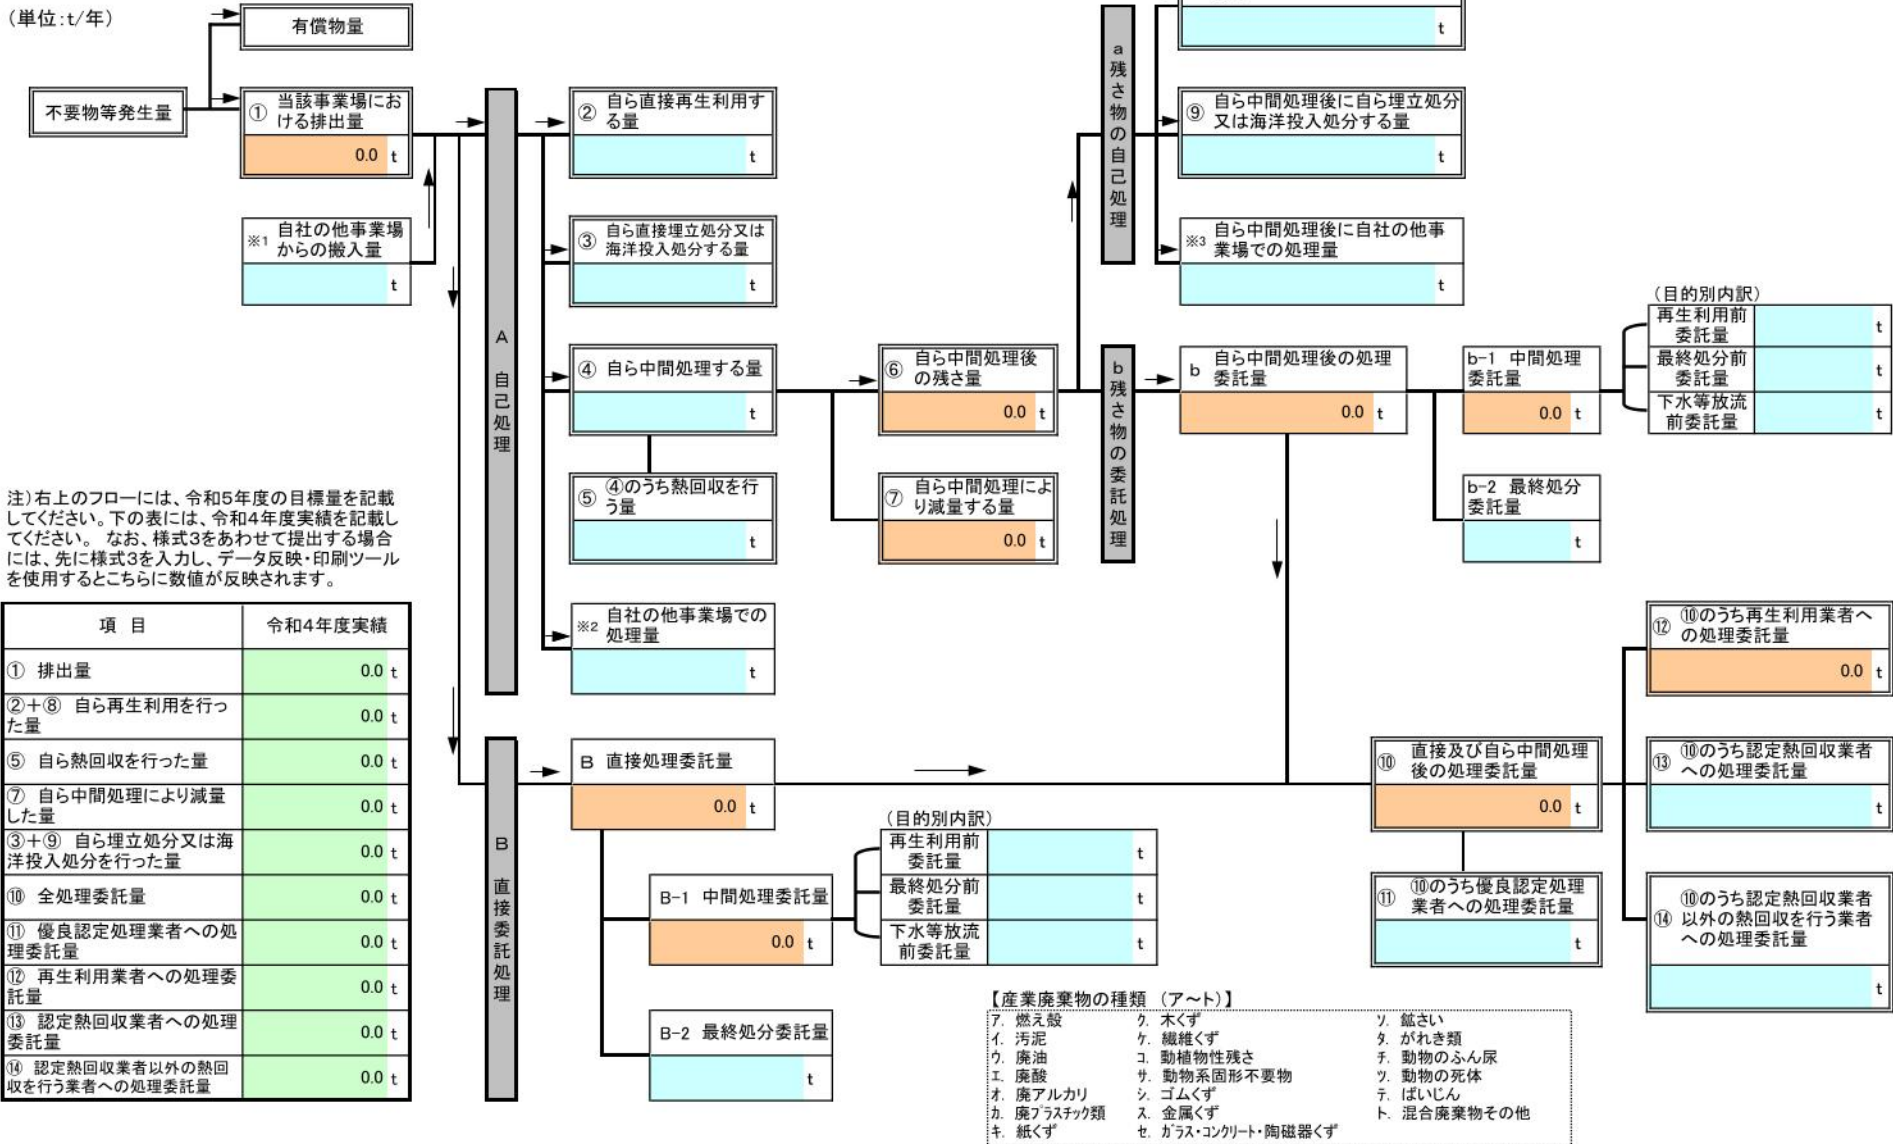 (単位:t/年)
有償物量
不要物等発生量
① 当該事業場にお
ける排出量
0.0 t
※1 自社の他事業場
からの搬入量
t
A 自己処理
② 自ら直接再生利用す
る量
t
③ 自ら直接埋立処分又は
海洋投入処分する量
t
④ 自ら中間処理する量
t
⑤ ④のうち熱回収を行
う量
t
※2 自社の他事業場での
処理量
t
⑥ 自ら中間処理後
の残さ量
0.0 t
⑦ 自ら中間処理によ
り減量する量
0.0 t
a 残さ物の自己処理
t
⑨ 自ら中間処理後に自ら埋立処分
又は海洋投入処分する量
t
※3 自ら中間処理後に自社の他事
業場での処理量
t
b 残さ物の委託処理
b 自ら中間処理後の処理
委託量
0.0 t
b-1 中間処理
委託量
0.0 t
(目的別内訳)
再生利用前
委託量
t
最終処分前
委託量
t
下水等放流
前委託量
t
b-2 最終処分
委託量
t
注)右上のフローには、令和5年度の目標量を記載
してください。下の表には、令和4年度実績を記載し
てください。 なお、様式3をあわせて提出する場合
には、先に様式3を入力し、データ反映・印刷ツール
を使用するとこちらに数値が反映されます。
項 目 令和4年度実績
① 排出量 0.0 t
②+⑧ 自ら再生利用を行っ
た量 0.0 t
⑤ 自ら熱回収を行った量 0.0 t
⑦ 自ら中間処理により減量
した量 0.0 t
③+⑨ 自ら埋立処分又は海
洋投入処分を行った量 0.0 t
⑩ 全処理委託量 0.0 t
⑪ 優良認定処理業者への処
理委託量 0.0 t
⑫ 再生利用業者への処理委
託量 0.0 t
⑬ 認定熱回収業者への処理
委託量 0.0 t
⑭ 認定熱回収業者以外の熱回
収を行う業者への処理委託量 0.0 t
B 直接委託処理
B 直接処理委託量
0.0 t
B-1 中間処理委託量
0.0 t
(目的別内訳)
再生利用前
委託量
t
最終処分前
委託量
t
下水等放流
前委託量
t
B-2 最終処分委託量
t
⑩ 直接及び自ら中間処理
後の処理委託量
0.0 t
⑪ ⑩のうち優良認定処理
業者への処理委託量
t
⑫ ⑩のうち再生利用業者へ
の処理委託量
0.0 t
⑬ ⑩のうち認定熱回収業者
への処理委託量
t
⑭ ⑩のうち認定熱回収業者
以外の熱回収を行う業者
への処理委託量
t
【産業廃棄物の種類 (ア~ト)】
ア. 燃え殻 ク. 木くず ソ. 鉱さい
イ. 汚泥 ケ. 繊維くず タ. がれき類
ウ. 廃油 コ. 動植物性残さ チ. 動物のふん尿
エ. 廃酸 サ. 動物系固形不要物 ツ. 動物の死体
オ. 廃アルカリ シ. ゴムくず テ. ばいじん
カ. 廃プラスチック類 ス. 金属くず ト. 混合廃棄物その他
キ. 紙くず セ. ガラス・コンクリート・陶磁器くず